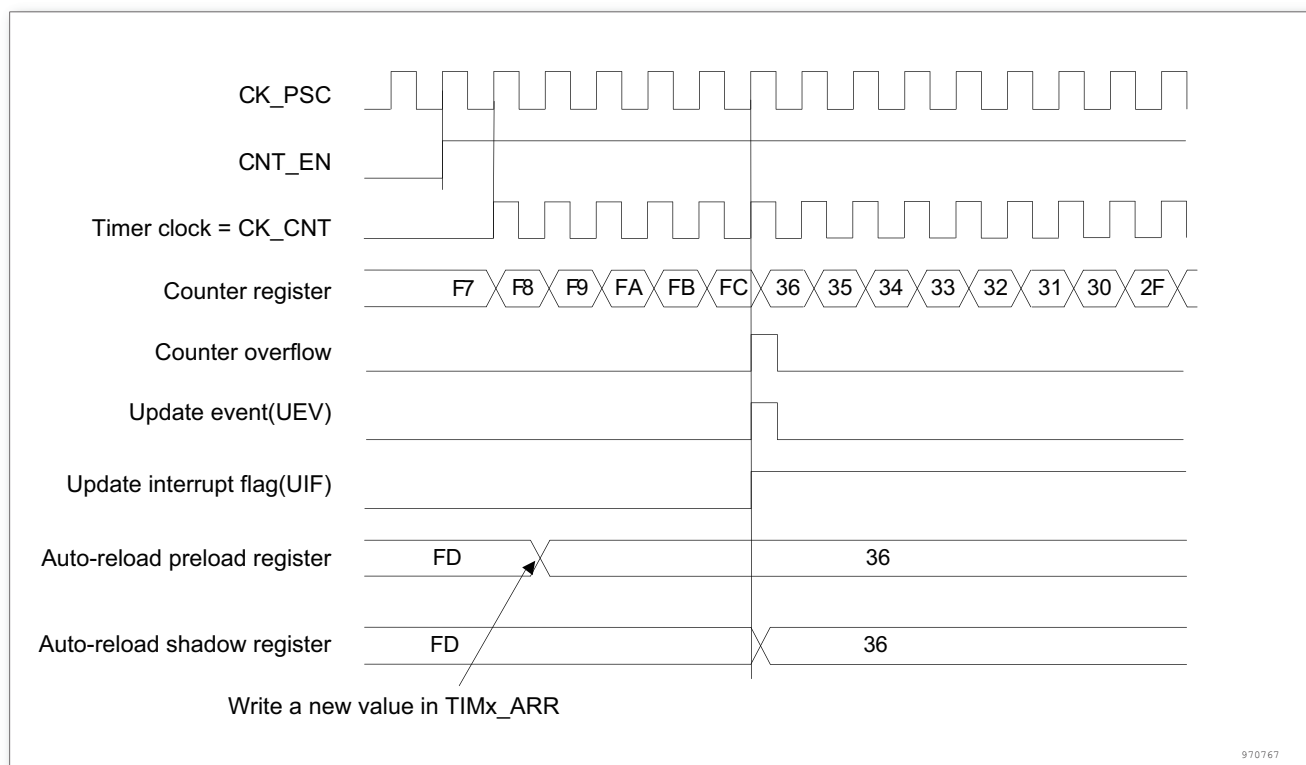 CK_PSC
CNT_EN
Timer clock = CK_CNT
Counter register F7 F8 F9 FA FB FC 36 35 34 33 32 31 30 2F
Counter overflow
Update event(UEV)
Update interrupt flag(UIF)
Auto-reload preload register FD 36
Auto-reload shadow register FD 36
Write a new value in TIMx_ARR
970767